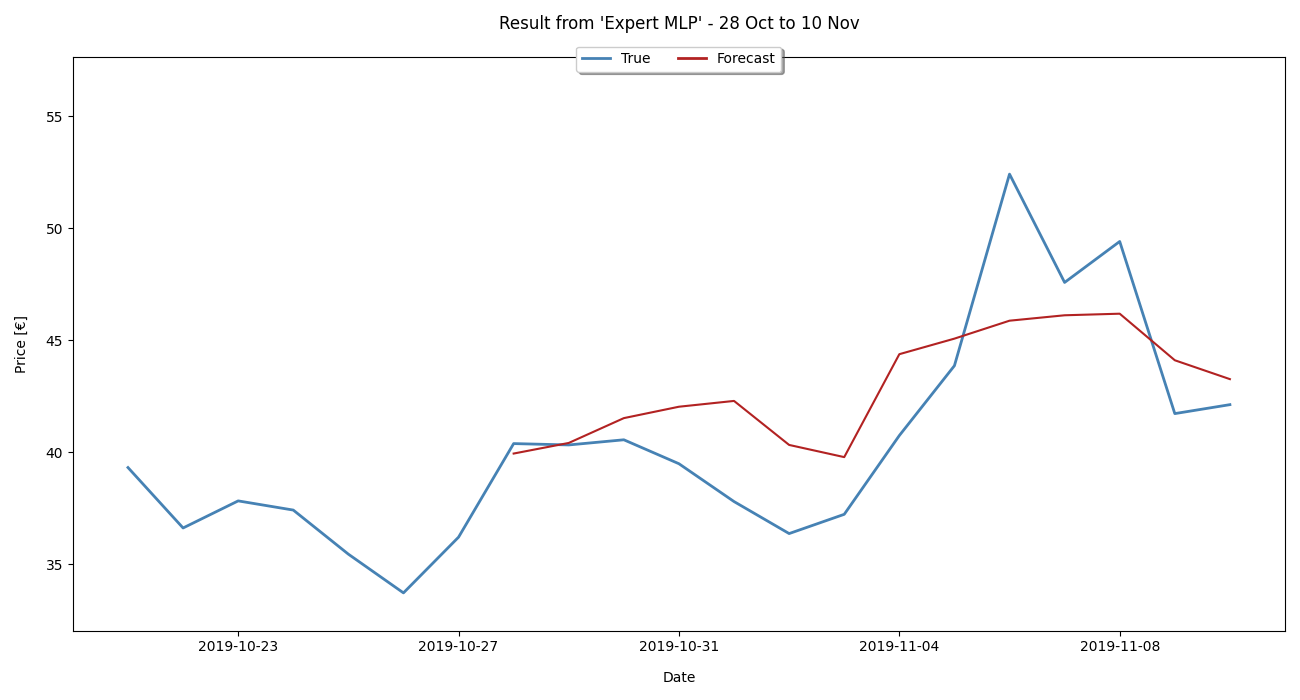 Result from 'Expert MLP' - 28 Oct to 10 Nov
True Forecast
55
50
45
40
35
Price [€]
2019-10-23 2019-10-27 2019-10-31 2019-11-04 2019-11-08
Date